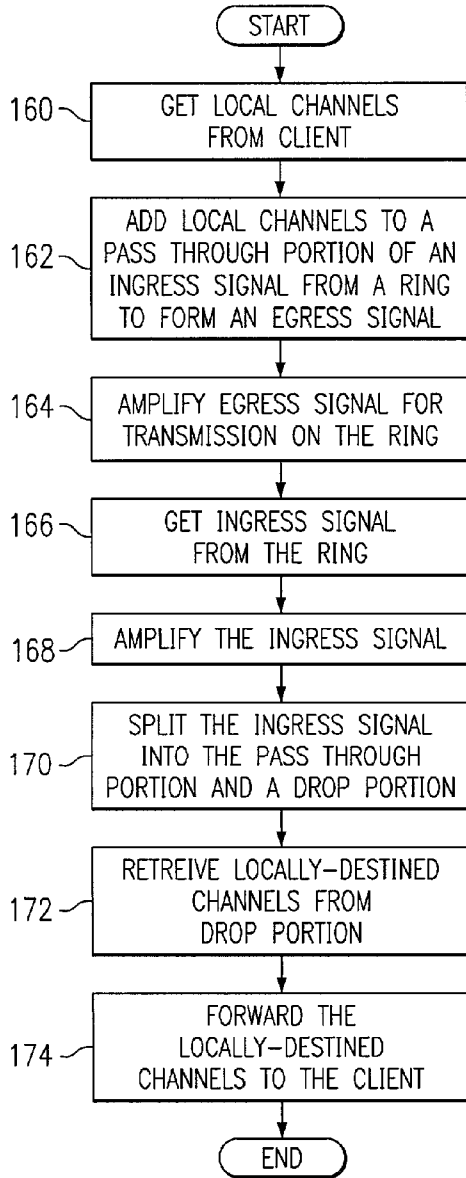 START
160
GET LOCAL CHANNELS
FROM CLIENT
162
ADD LOCAL CHANNELS TO A
PASS THROUGH PORTION OF AN
INGRESS SIGNAL FROM A RING
TO FORM AN EGRESS SIGNAL
164
AMPLIFY EGRESS SIGNAL FOR
TRANSMISSION ON THE RING
166
GET INGRESS SIGNAL
FROM THE RING
168
AMPLIFY THE INGRESS SIGNAL
170
SPLIT THE INGRESS SIGNAL
INTO THE PASS THROUGH
PORTION AND A DROP PORTION
172
RETREIVE LOCALLY-DESTINED
CHANNELS FROM
DROP PORTION
174
FORWARD THE
LOCALLY-DESTINED
CHANNELS TO THE CLIENT
END